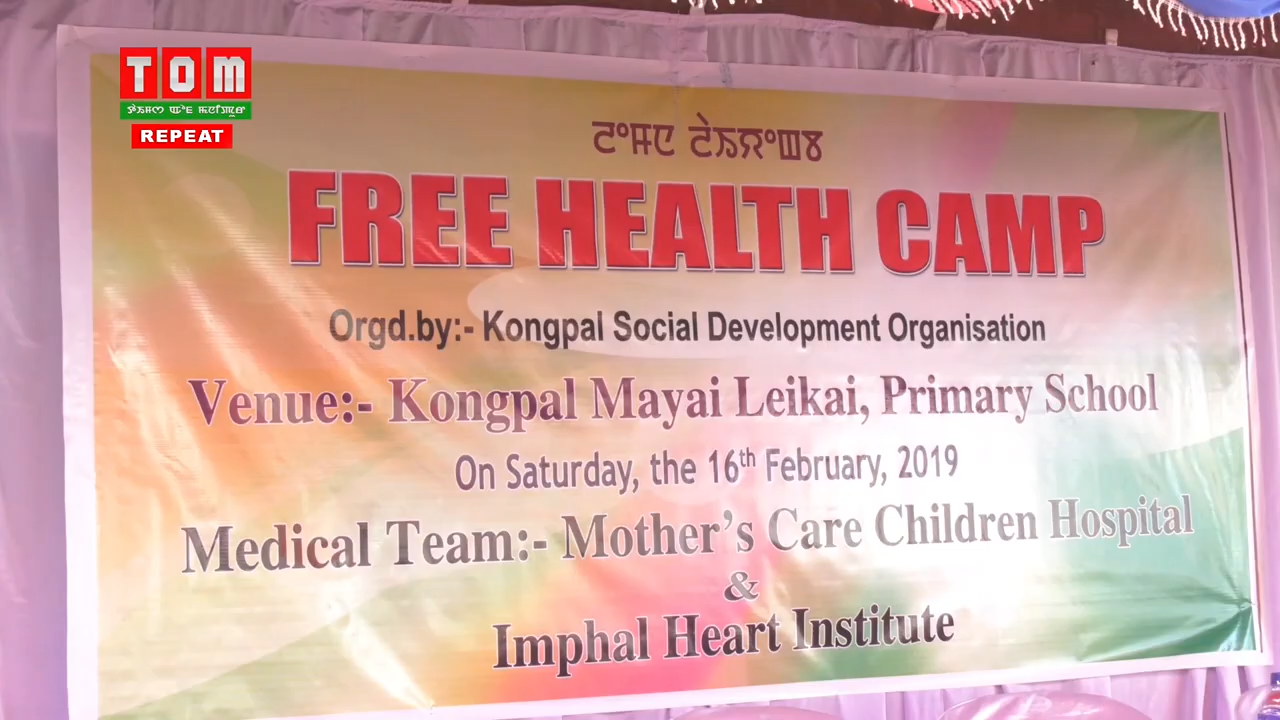 TOM
REPEAT
FREE HEALTH CAMP
Orgd.by:- Kongpal Social Development Organisation
Venue:- Kongpal Mayai Leikai, Primary School
On Saturday, the 16th February, 2019
Medical Team:- Mother's Care Children Hospital
&
Imphal Heart Institute